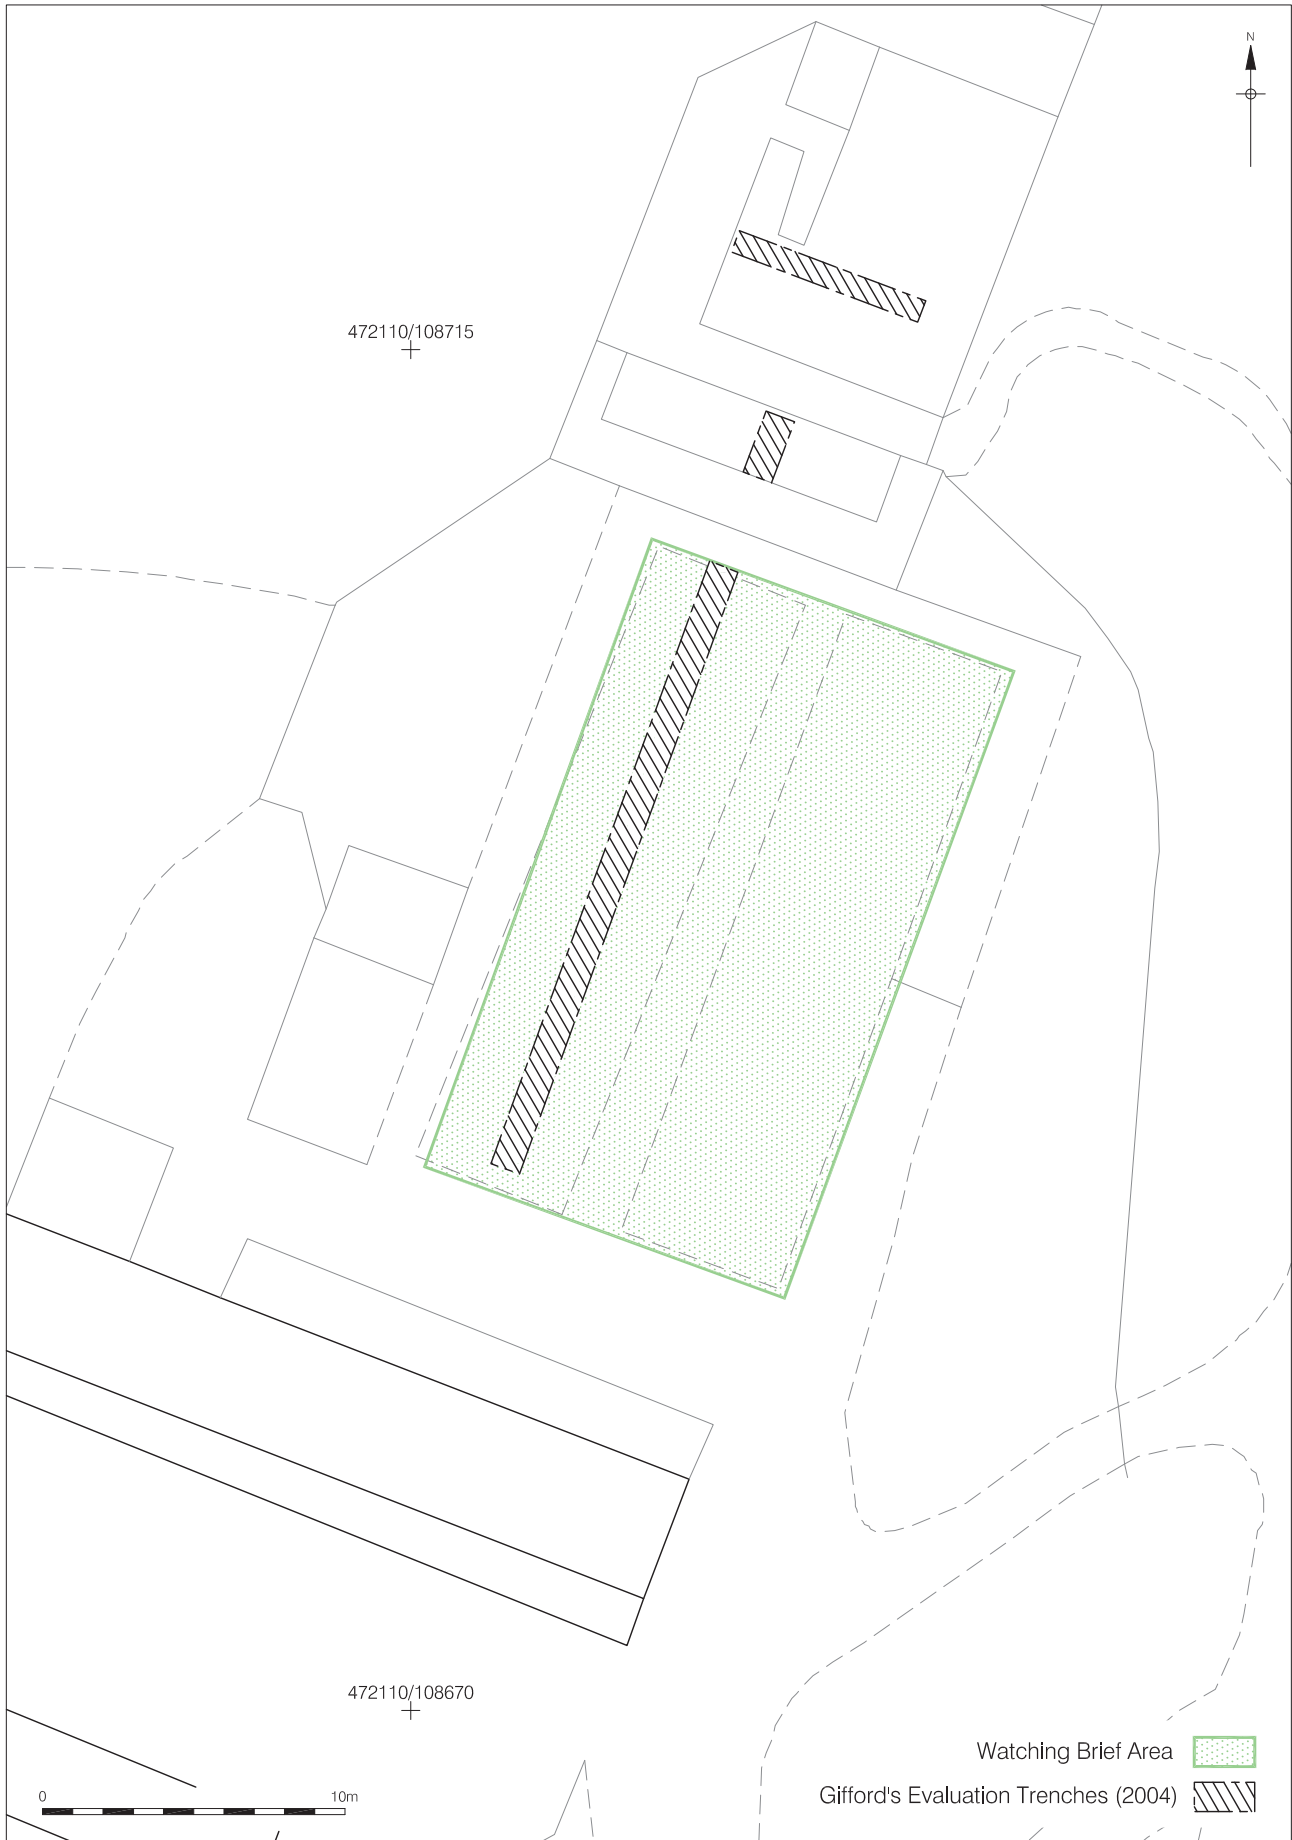 N
472110/108715
472110/108670
Watching Brief Area
Gifford's Evaluation Trenches (2004)
0 10m